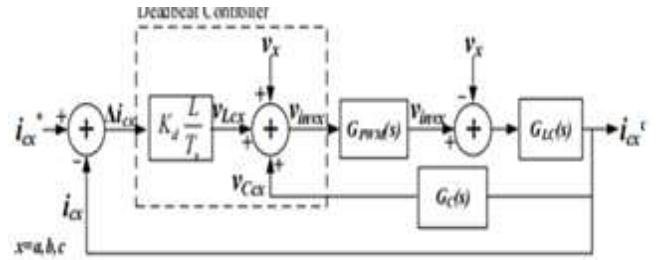 Deadbeat Controller
v_x
v_x
i_cx*
+
+
-
Δi_cx
K_d L/T_s
v_Lcx
+
+
+
+
v_invx
G_PWM(s)
v_invx
-
+
G_LC(s)
i_cx^c
v_Ccx
G_C(s)
i_cx
x=a,b,c